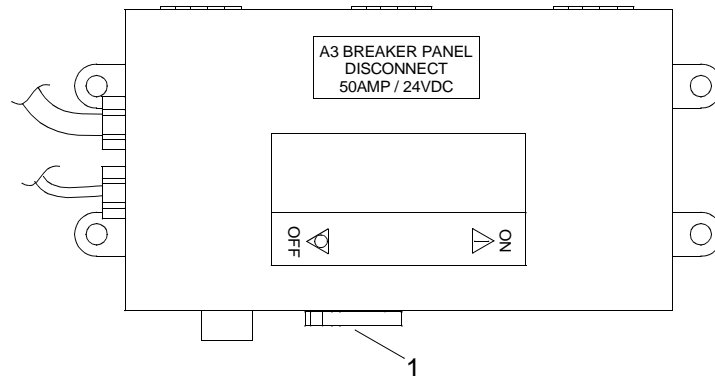 A3 BREAKER PANEL
DISCONNECT
50AMP / 24VDC
OFF
ON
1